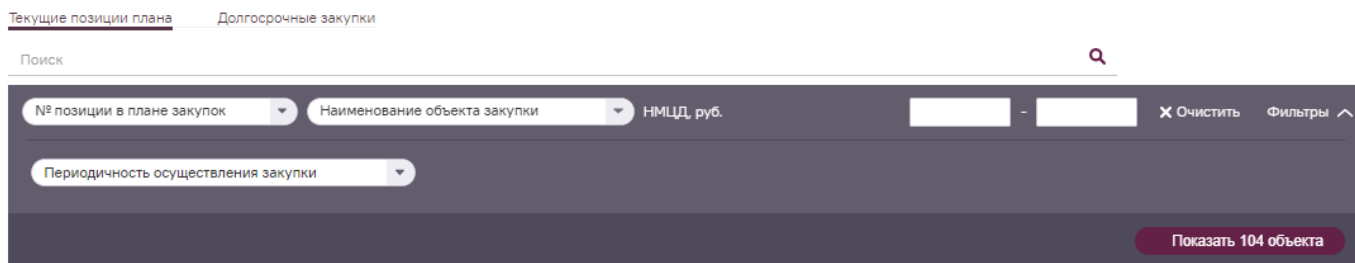 Текущие позиции плана Долгосрочные закупки
Поиск
№ позиции в плане закупок Наименование объекта закупки НМЦД, руб. - Очистить Фильтры
Периодичность осуществления закупки
Показать 104 объекта